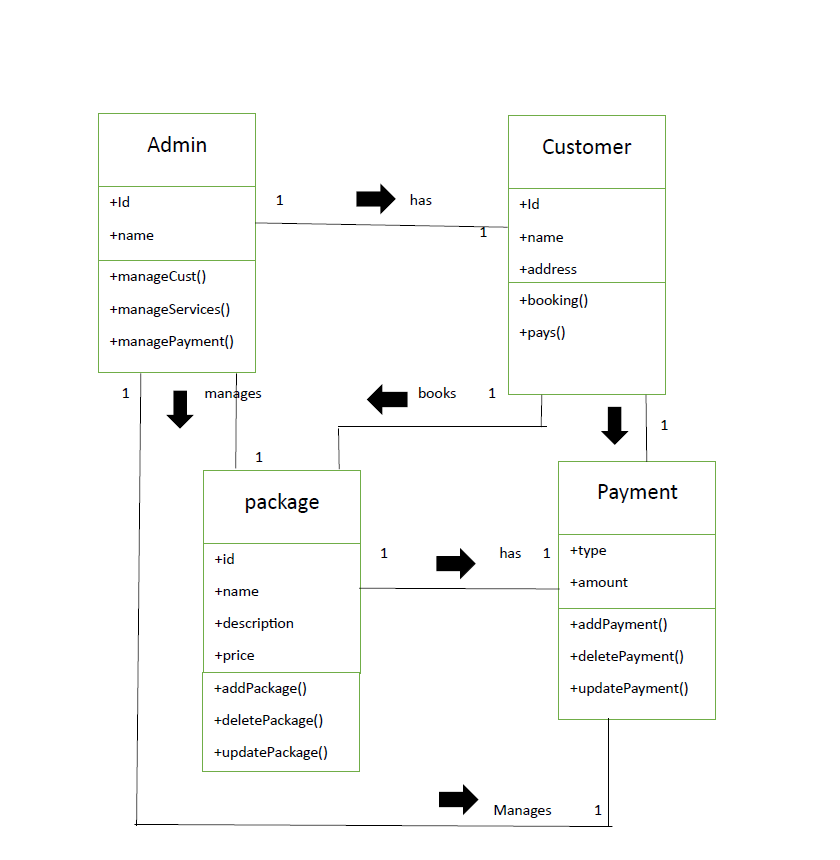 Admin
+Id
+name
+manageCust()
+manageServices()
+managePayment()
1
has
1
Customer
+Id
+name
+address
+booking()
+pays()
1
manages
books
1
1
1
package
+id
+name
+description
+price
+addPackage()
+deletePackage()
+updatePackage()
1
has
1
Payment
+type
+amount
+addPayment()
+deletePayment()
+updatePayment()
Manages
1